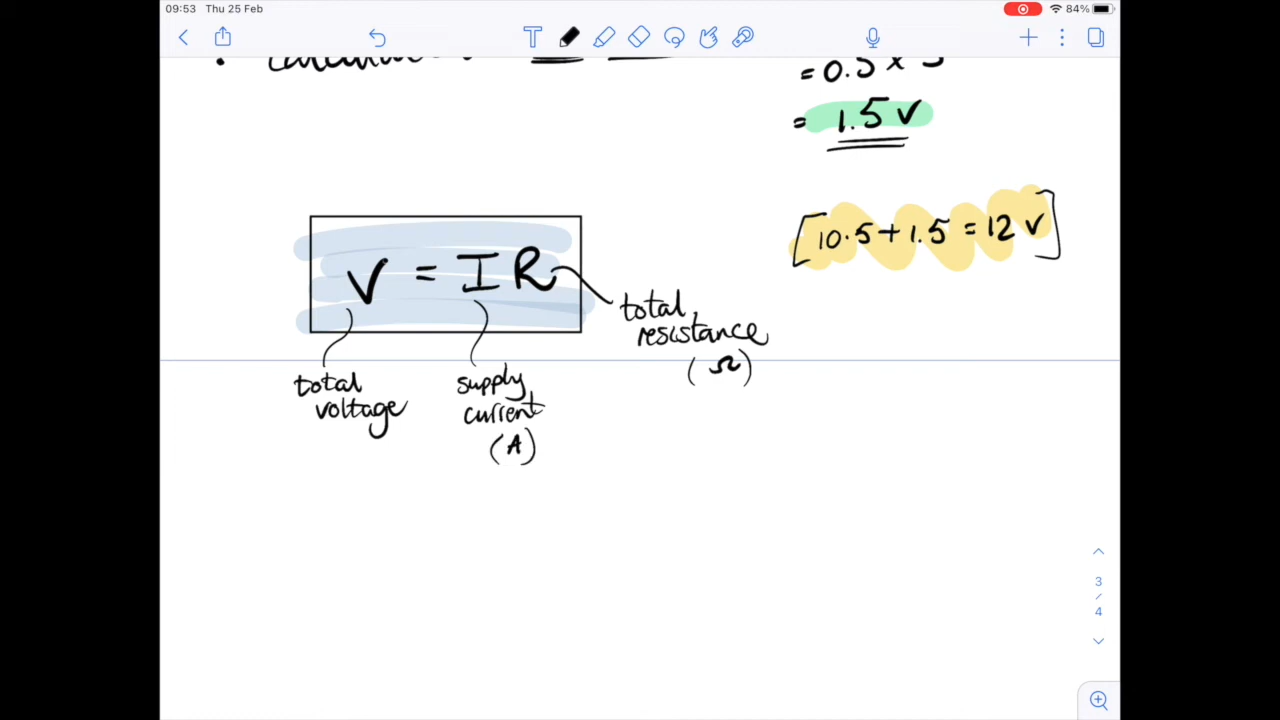 09:53 Thu 25 Feb
84%
T
= 0.5 x 3
= 1.5 V
[10.5 + 1.5 = 12 V]
V = I R
total
resistance
(Ω)
total
voltage
supply
current
(A)
3
/
4